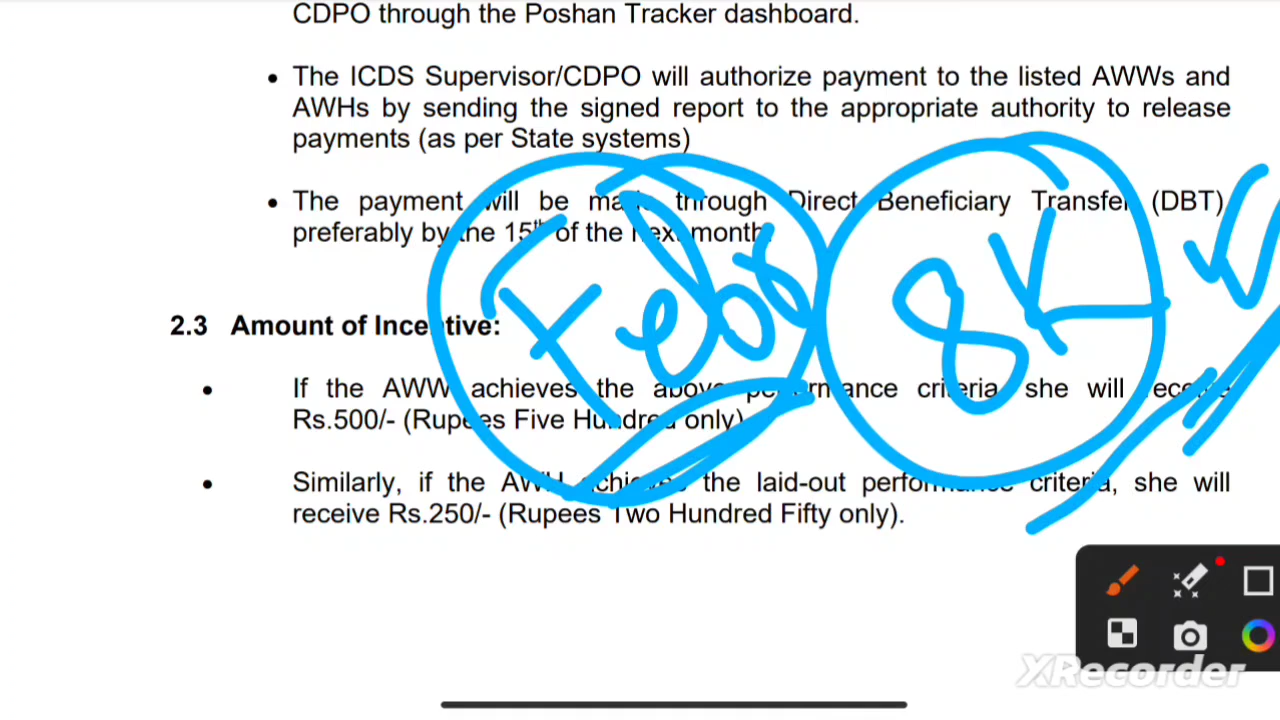 CDPO through the Poshan Tracker dashboard.
• The ICDS Supervisor/CDPO will authorize payment to the listed AWWs and
AWHs by sending the signed report to the appropriate authority to release
payments (as per State systems)
• The payment will be made through Direct Beneficiary Transfer (DBT)
preferably by the 15th of the next month.
2.3 Amount of Incentive:
• If the AWW achieves the above performance criteria, she will receive
Rs.500/- (Rupees Five Hundred only)
• Similarly, if the AWH achieves the laid-out performance criteria, she will
receive Rs.250/- (Rupees Two Hundred Fifty only).
8K
XRecorder